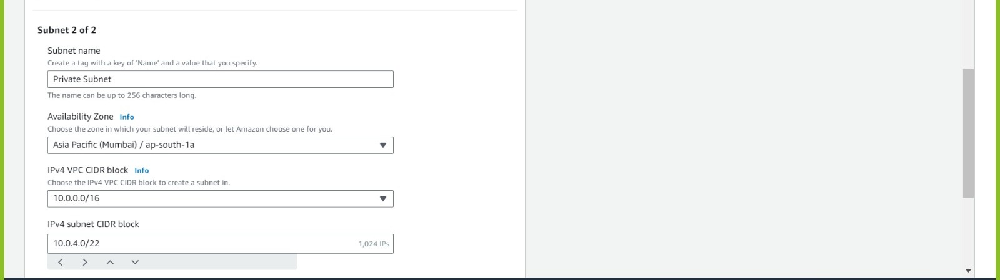 Subnet 2 of 2
Subnet name
Create a tag with a key of 'Name' and a value that you specify.
Private Subnet
The name can be up to 256 characters long.
Availability Zone Info
Choose the zone in which your subnet will reside, or let Amazon choose one for you.
Asia Pacific (Mumbai) / ap-south-1a
IPv4 VPC CIDR block Info
Choose the IPv4 VPC CIDR block to create a subnet in.
10.0.0.0/16
IPv4 subnet CIDR block
10.0.4.0/22 1,024 IPs